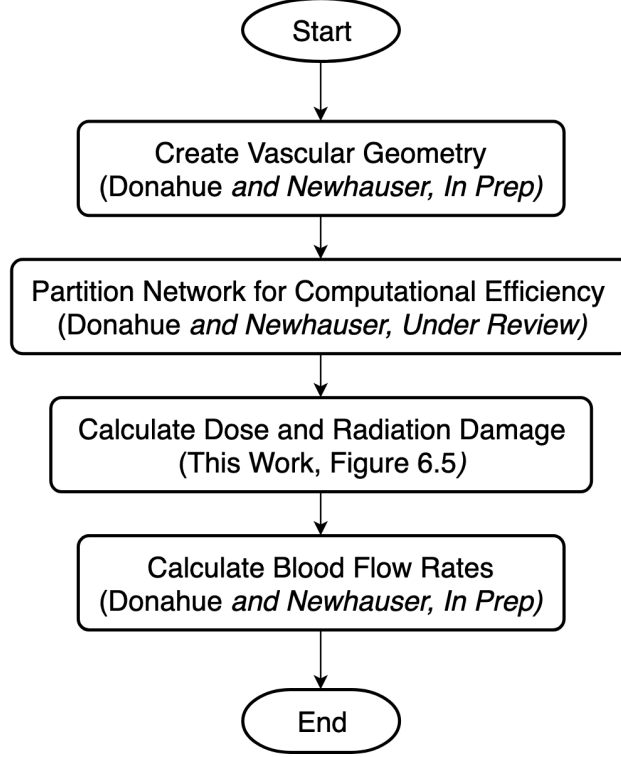 Start
Create Vascular Geometry
(Donahue and Newhauser, In Prep)
Partition Network for Computational Efficiency
(Donahue and Newhauser, Under Review)
Calculate Dose and Radiation Damage
(This Work, Figure 6.5)
Calculate Blood Flow Rates
(Donahue and Newhauser, In Prep)
End